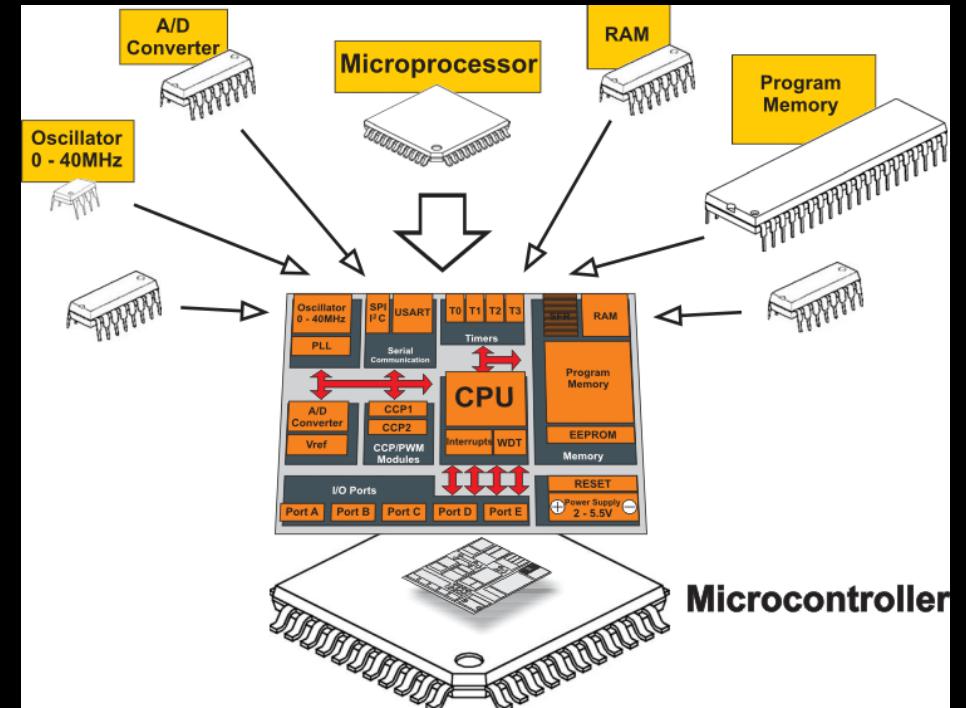 A/D
Converter
Microprocessor
RAM
Program
Memory
Oscillator
0 - 40MHz
Oscillator
0 - 40MHz
PLL
SPI
I²C
USART
Serial
Communication
T0 T1 T2 T3
Timers
SFR
RAM
Program
Memory
EEPROM
Memory
A/D
Converter
Vref
CCP1
CCP2
CCP/PWM
Modules
CPU
Interrupts WDT
I/O Ports
Port A Port B Port C Port D Port E
RESET
Power Supply
2 - 5.5V
Microcontroller